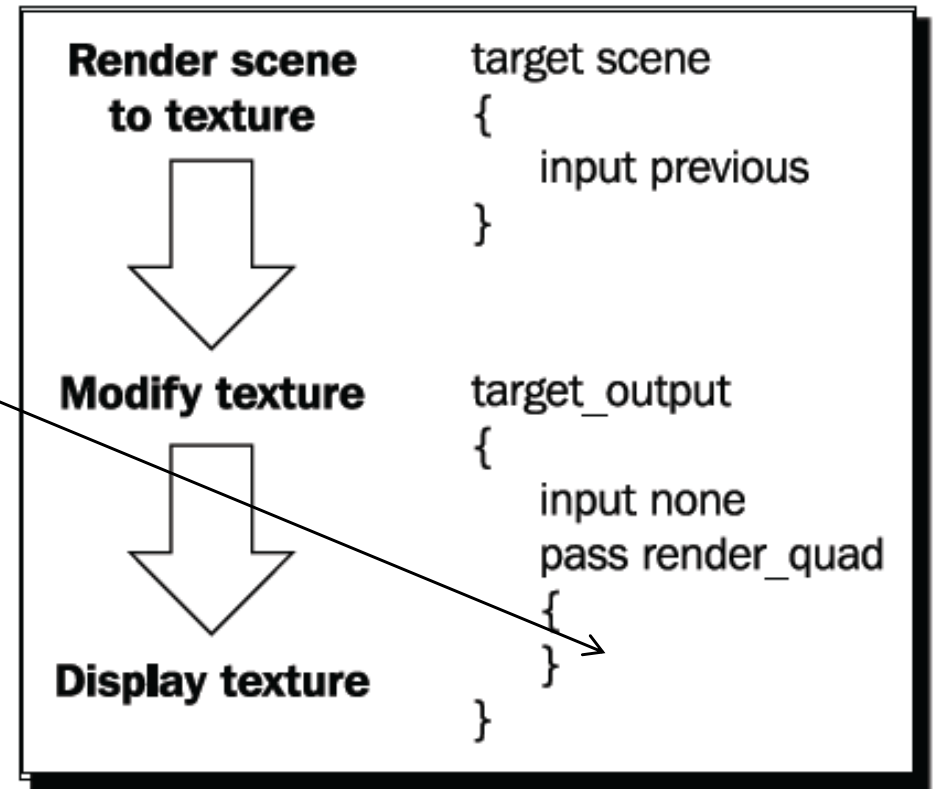 Render scene
to texture
target scene
{
input previous
}
Modify texture
target_output
{
input none
pass render_quad
{
}
}
Display texture